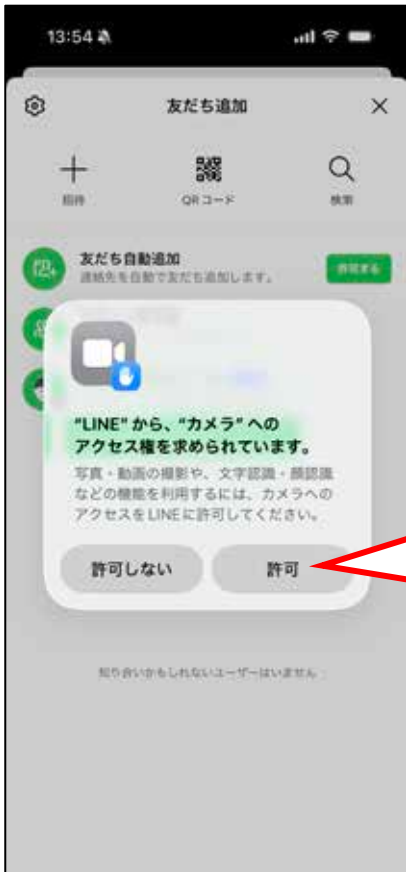 13:54
友だち追加
招待
QRコード
検索
友だち自動追加
連絡先を自動で友だち追加します。
許可する
"LINE"から、"カメラ"への
アクセス権を求められています。
写真・動画の撮影や、文字認識・顔認識
などの機能を利用するには、カメラへの
アクセスをLINEに許可してください。
許可しない
許可
知り合いかもしれないユーザーはいません